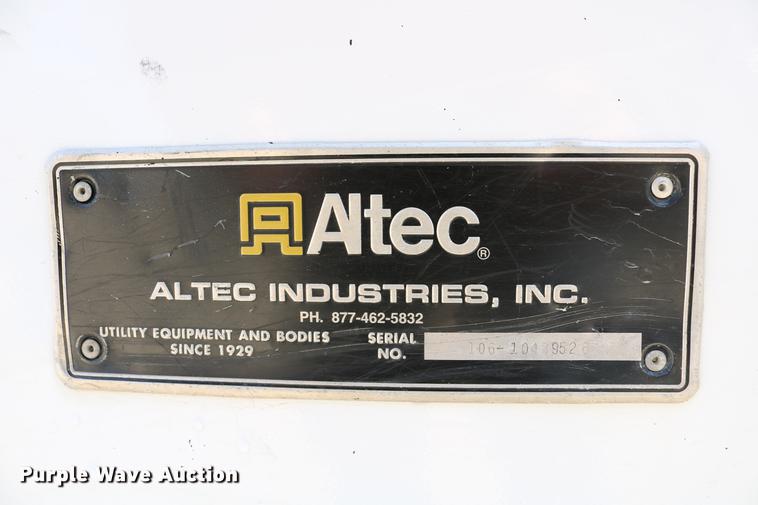 Altec®
ALTEC INDUSTRIES, INC.
PH. 877-462-5832
UTILITY EQUIPMENT AND BODIES
SINCE 1929
SERIAL
NO.
Purple Wave Auction